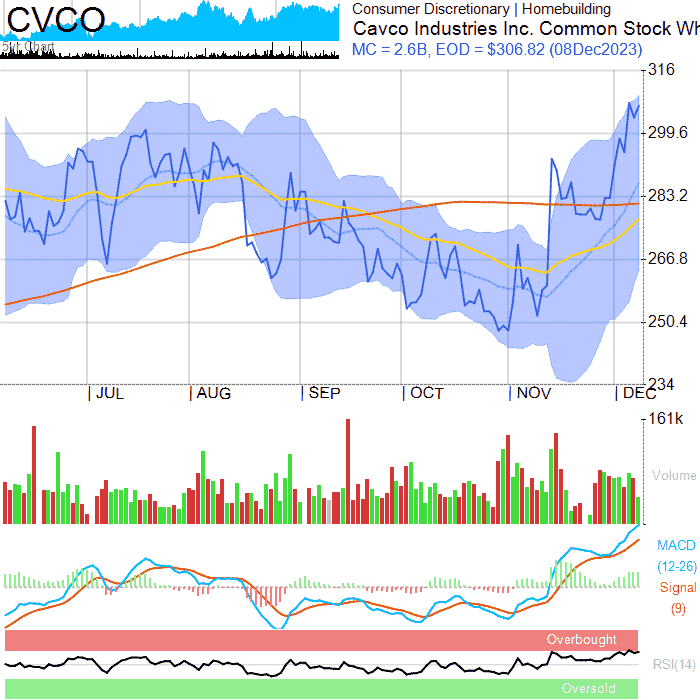 CVCO
5kt Chart
Consumer Discretionary | Homebuilding
Cavco Industries Inc. Common Stock Wh
MC = 2.6B, EOD = $306.82 (08Dec2023)
316
299.6
283.2
266.8
250.4
234
JUL AUG SEP OCT NOV DEC
161k
Volume
MACD
(12-26)
Signal
(9)
Overbought
RSI(14)
Oversold